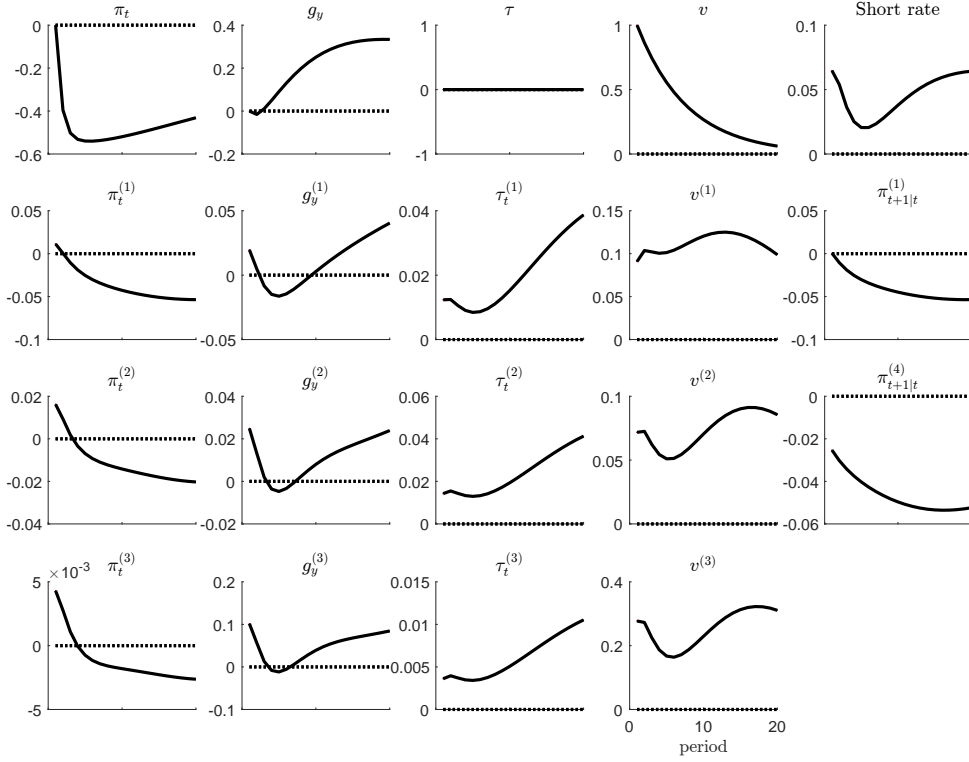 π_t g_y τ v Short rate
0 0.4 1 1 0.1
-0.2 0.2 0 0.5 0.05
-0.4 0 -1 0 0
-0.6 -0.2
π_t^(1) g_y^(1) τ_t^(1) v^(1) π_{t+1|t}^(1)
0.05 0.05 0.04 0.15 0.05
0 0 0.02 0.1 0
-0.05 -0.05 0 0.05 -0.05
-0.1 0 -0.1
π_t^(2) g_y^(2) τ_t^(2) v^(2) π_{t+1|t}^(4)
0.02 0.04 0.06 0.1 0
0 0.02 0.04 0.05 -0.02
-0.02 0 0.02 0 -0.04
-0.04 -0.02 0 -0.06
π_t^(3) g_y^(3) τ_t^(3) v^(3)
×10^-3
5 0.2 0.015 0.4
0 0.1 0.01 0.2
-5 0 0.005 0
-0.1 0
0 10 20
period